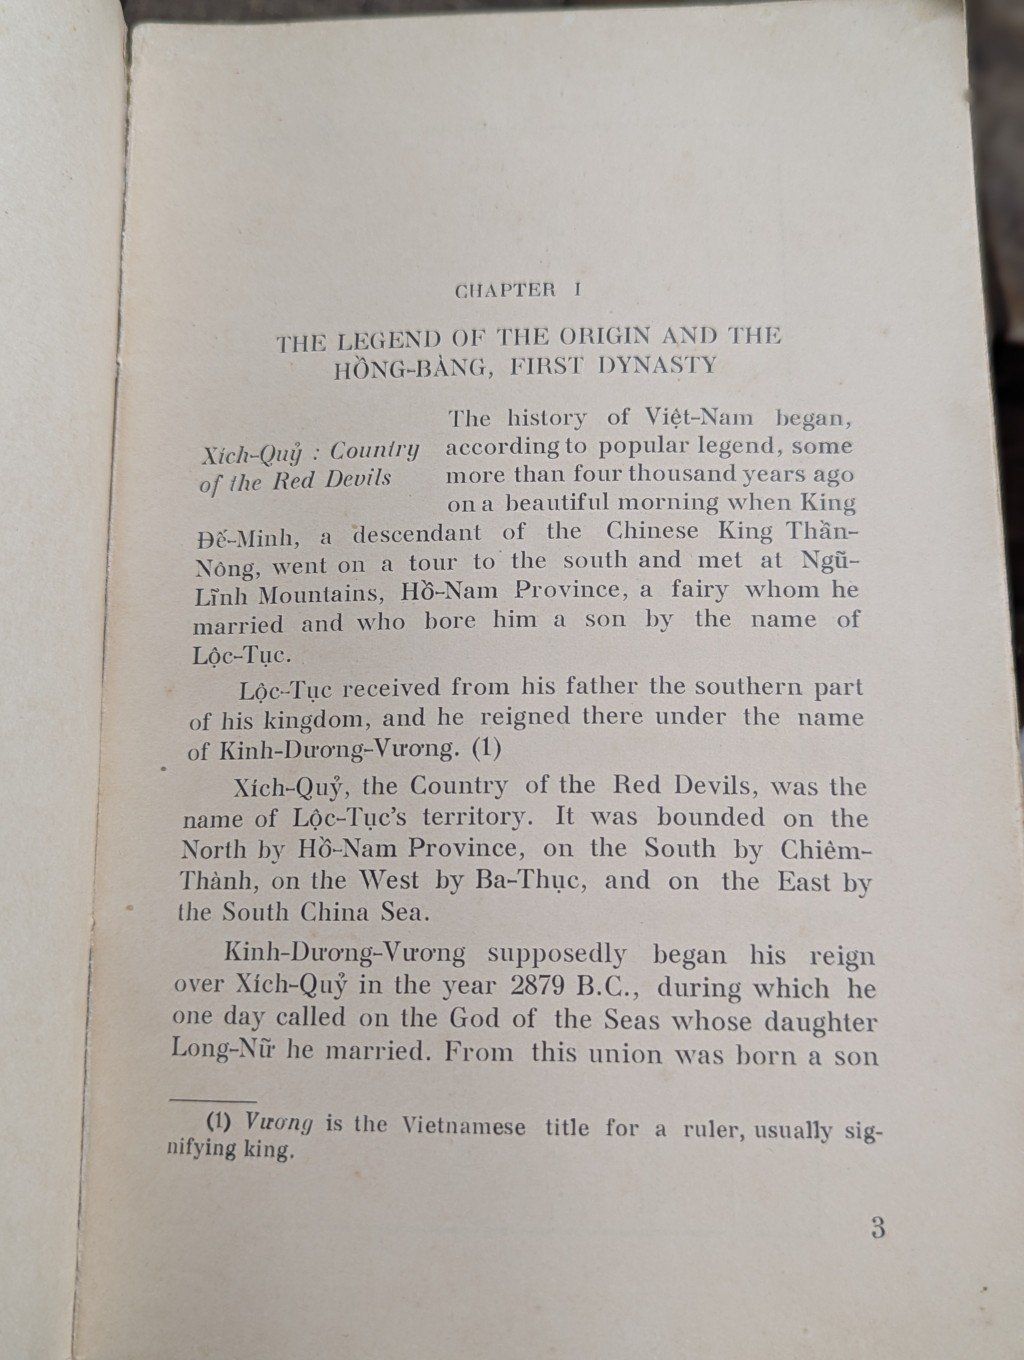 CHAPTER I
THE LEGEND OF THE ORIGIN AND THE
HỒNG-BÀNG, FIRST DYNASTY
Xích-Quỷ : Country
of the Red Devils
The history of Việt-Nam began,
according to popular legend, some
more than four thousand years ago
on a beautiful morning when King
Đế-Minh, a descendant of the Chinese King Thần-
Nông, went on a tour to the south and met at Ngũ-
Lĩnh Mountains, Hồ-Nam Province, a fairy whom he
married and who bore him a son by the name of
Lộc-Tục.
Lộc-Tục received from his father the southern part
of his kingdom, and he reigned there under the name
of Kinh-Dương-Vương. (1)
Xích-Quỷ, the Country of the Red Devils, was the
name of Lộc-Tục's territory. It was bounded on the
North by Hồ-Nam Province, on the South by Chiêm-
Thành, on the West by Ba-Thục, and on the East by
the South China Sea.
Kinh-Dương-Vương supposedly began his reign
over Xích-Quỷ in the year 2879 B.C., during which he
one day called on the God of the Seas whose daughter
Long-Nữ he married. From this union was born a son
(1) Vương is the Vietnamese title for a ruler, usually sig-
nifying king.
3